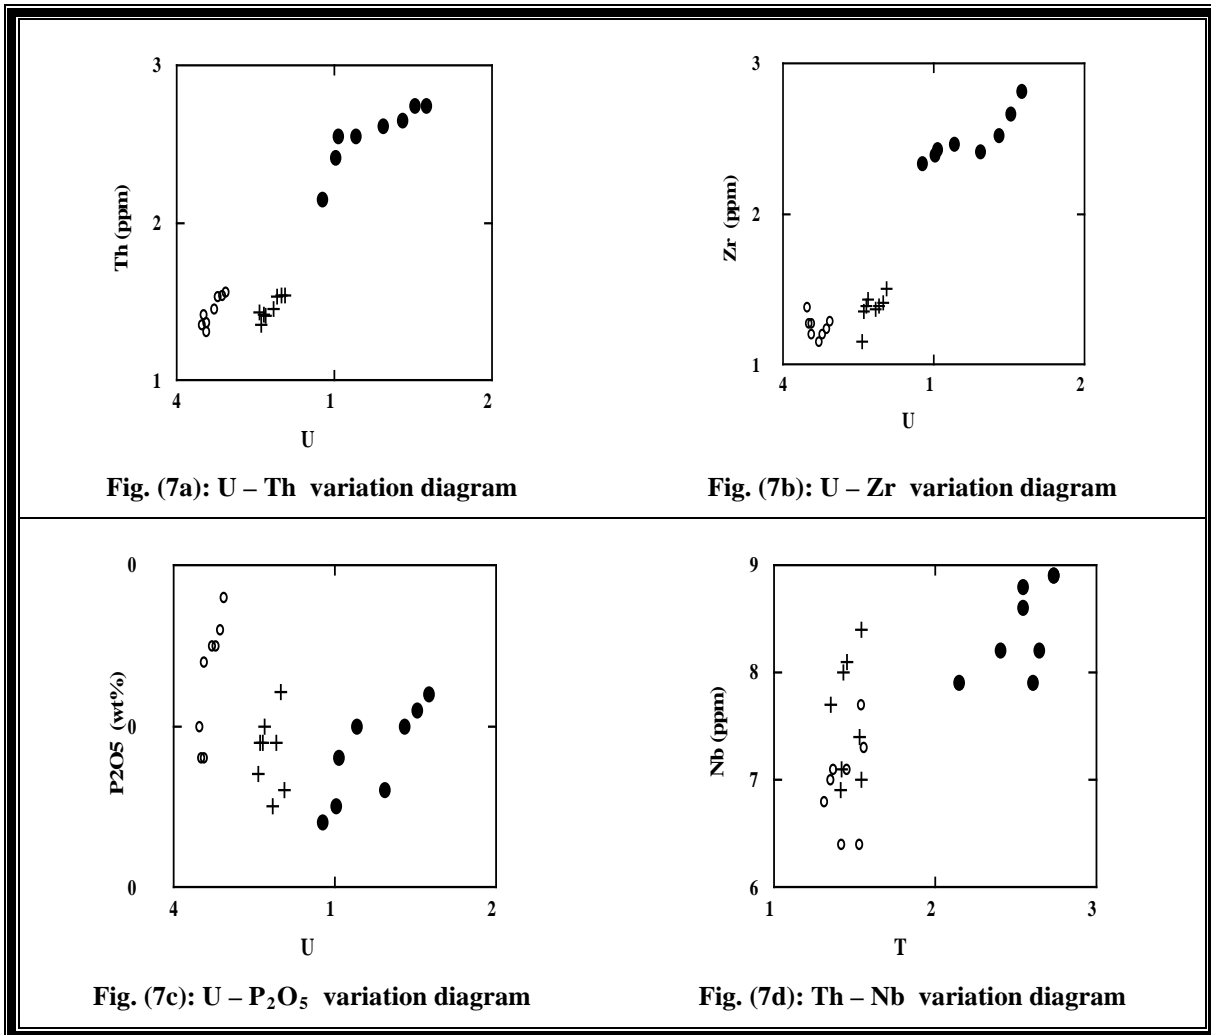 3
2
1
Th (ppm)
4 1 2
U
Fig. (7a): U – Th variation diagram
3
2
1
Zr (ppm)
4 1 2
U
Fig. (7b): U – Zr variation diagram
0
0
0
P2O5 (wt%)
4 1 2
U
Fig. (7c): U – P₂O₅ variation diagram
9
8
7
6
Nb (ppm)
1 2 3
T
Fig. (7d): Th – Nb variation diagram